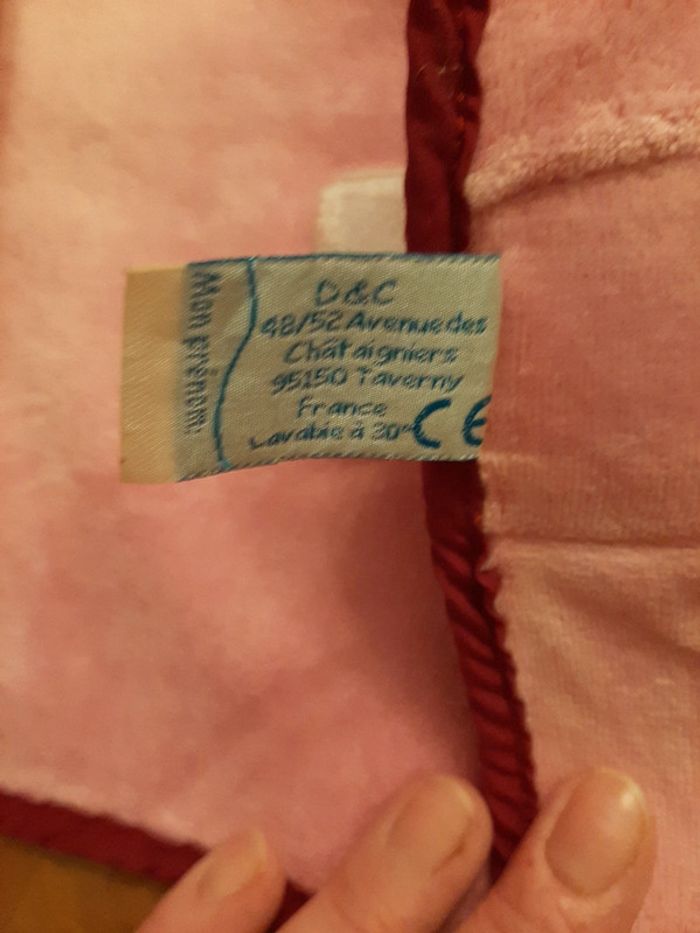 Mon prénom:
D&C
48/52 Avenue des
Châtaigniers
95150 Taverny
France
Lavable à 30°
CE